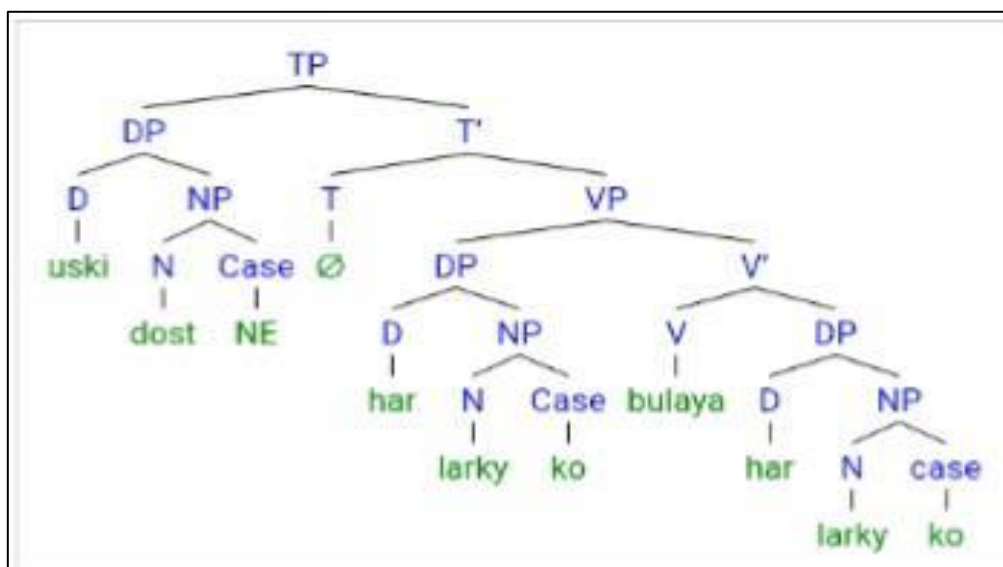 TP
DP T'
D NP T VP
uski N Case Ø DP V'
dost NE D NP V DP
har N Case bulaya D NP
larky ko har N case
larky ko